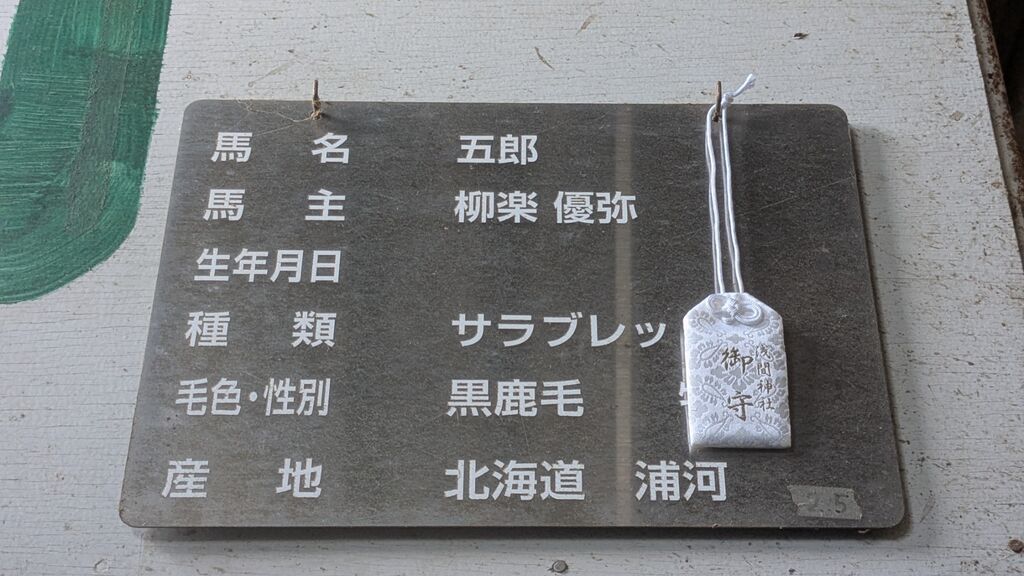 馬名 五郎
馬主 柳楽 優弥
生年月日
種類 サラブレッ
毛色・性別 黒鹿毛
産地 北海道 浦河
浅間神社
御守
2.5